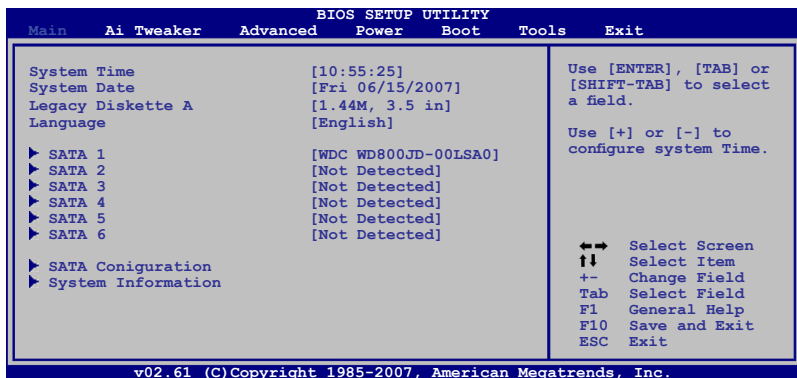 BIOS SETUP UTILITY
Main Ai Tweaker Advanced Power Boot Tools Exit
System Time [10:55:25]
System Date [Fri 06/15/2007]
Legacy Diskette A [1.44M, 3.5 in]
Language [English]
SATA 1 [WDC WD800JD-00LSA0]
SATA 2 [Not Detected]
SATA 3 [Not Detected]
SATA 4 [Not Detected]
SATA 5 [Not Detected]
SATA 6 [Not Detected]
SATA Coniguration
System Information
Use [ENTER], [TAB] or
[SHIFT-TAB] to select
a field.
Use [+] or [-] to
configure system Time.
←→ Select Screen
↑↓ Select Item
+- Change Field
Tab Select Field
F1 General Help
F10 Save and Exit
ESC Exit
v02.61 (C)Copyright 1985-2007, American Megatrends, Inc.